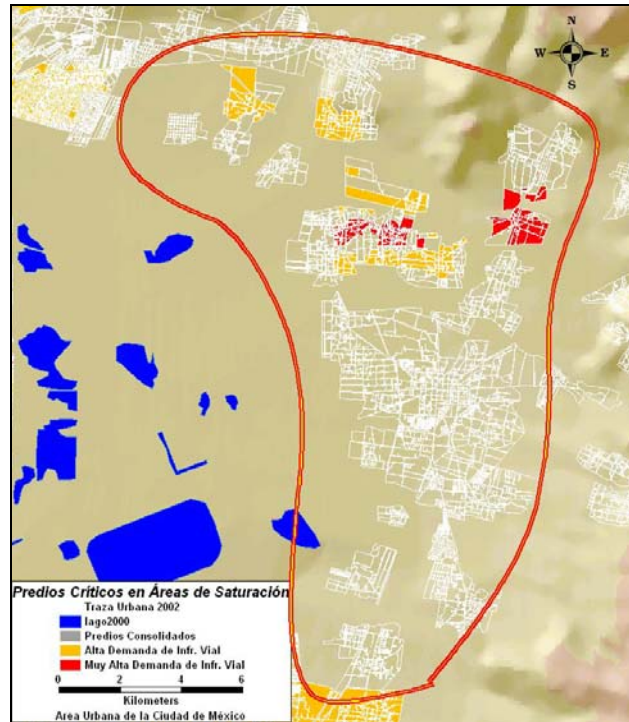 N
W E
S
Predios Críticos en Áreas de Saturación
Traza Urbana 2002
lago2000
Predios Consolidados
Alta Demanda de Infr. Vial
Muy Alta Demanda de Infr. Vial
0 2 4 6
Kilometers
Area Urbana de la Ciudad de México